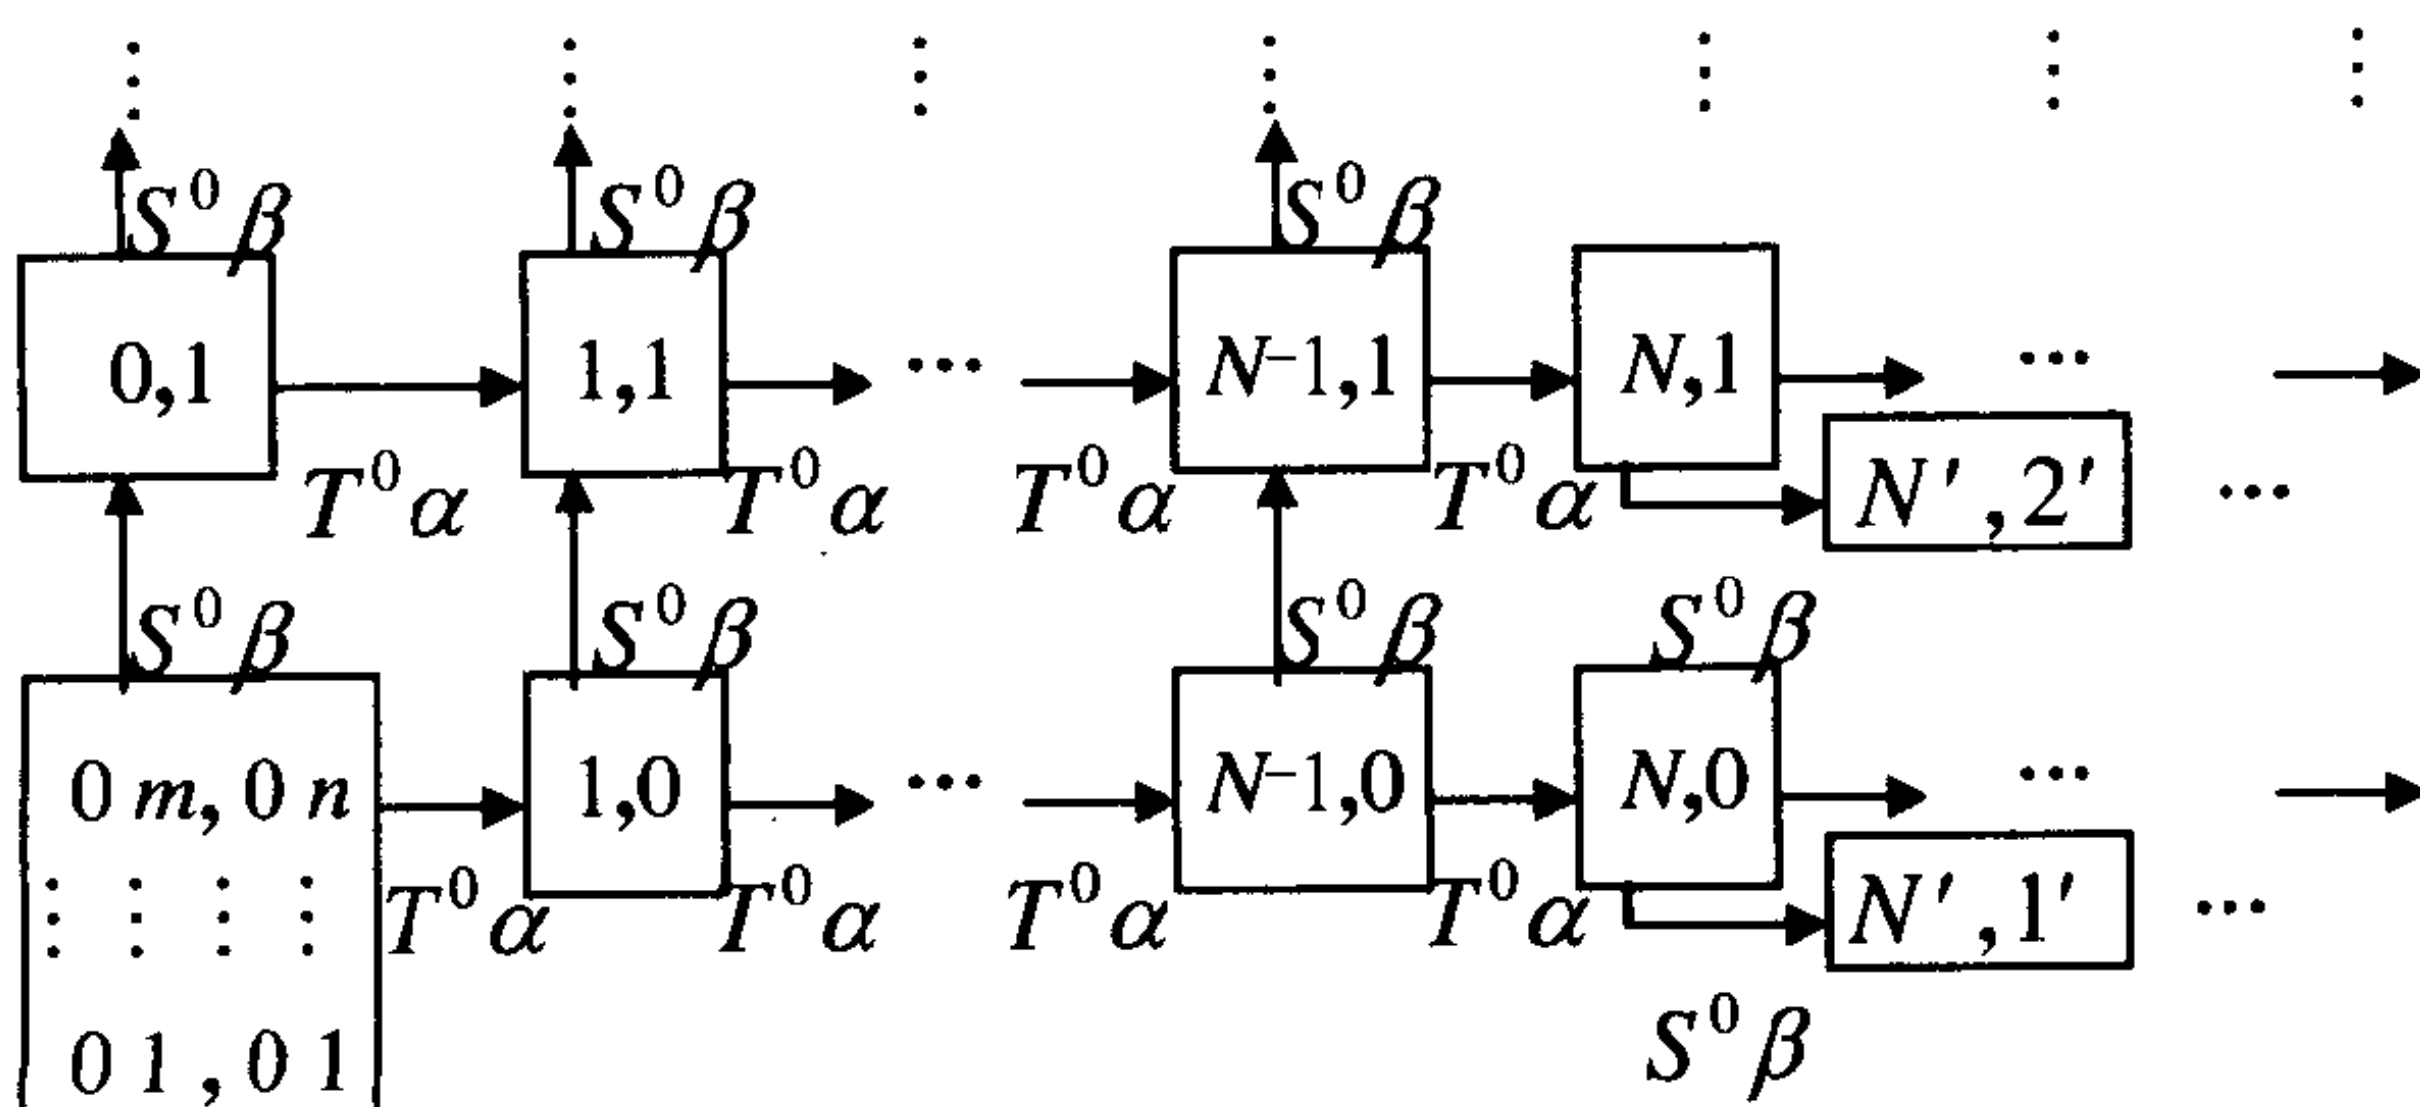 ⋮ ⋮ ⋮ ⋮ ⋮ ⋮ ⋮
S⁰β S⁰β S⁰β
0,1 1,1 ··· N-1,1 N,1 ···
T⁰α T⁰α T⁰α T⁰α N′,2′ ···
S⁰β S⁰β S⁰β S⁰β
0 m, 0 n 1,0 ··· N-1,0 N,0 ···
⋮ ⋮ ⋮ ⋮ T⁰α T⁰α T⁰α T⁰α N′,1′ ···
0 1 , 0 1 S⁰β